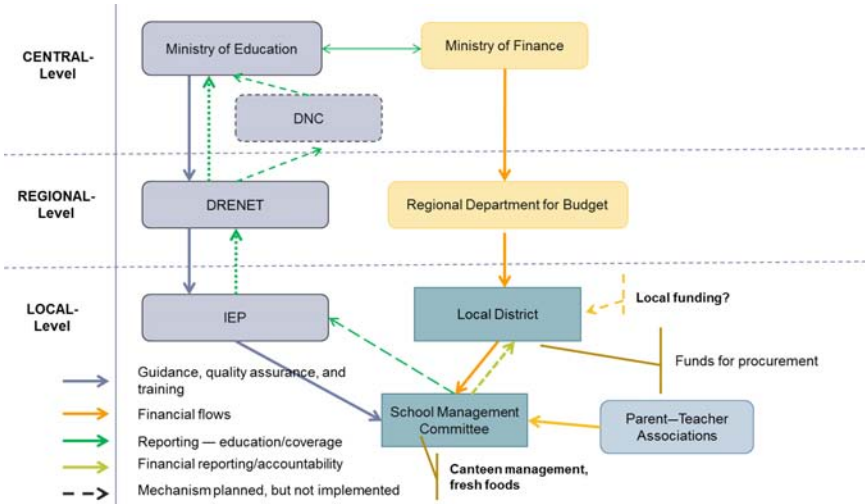 CENTRAL-
Level
Ministry of Education
Ministry of Finance
DNC
REGIONAL-
Level
DRENET
Regional Department for Budget
LOCAL-
Level
IEP
Local District
Local funding?
Funds for procurement
Guidance, quality assurance, and
training
Financial flows
Reporting — education/coverage
Financial reporting/accountability
Mechanism planned, but not implemented
School Management
Committee
Parent—Teacher
Associations
Canteen management,
fresh foods